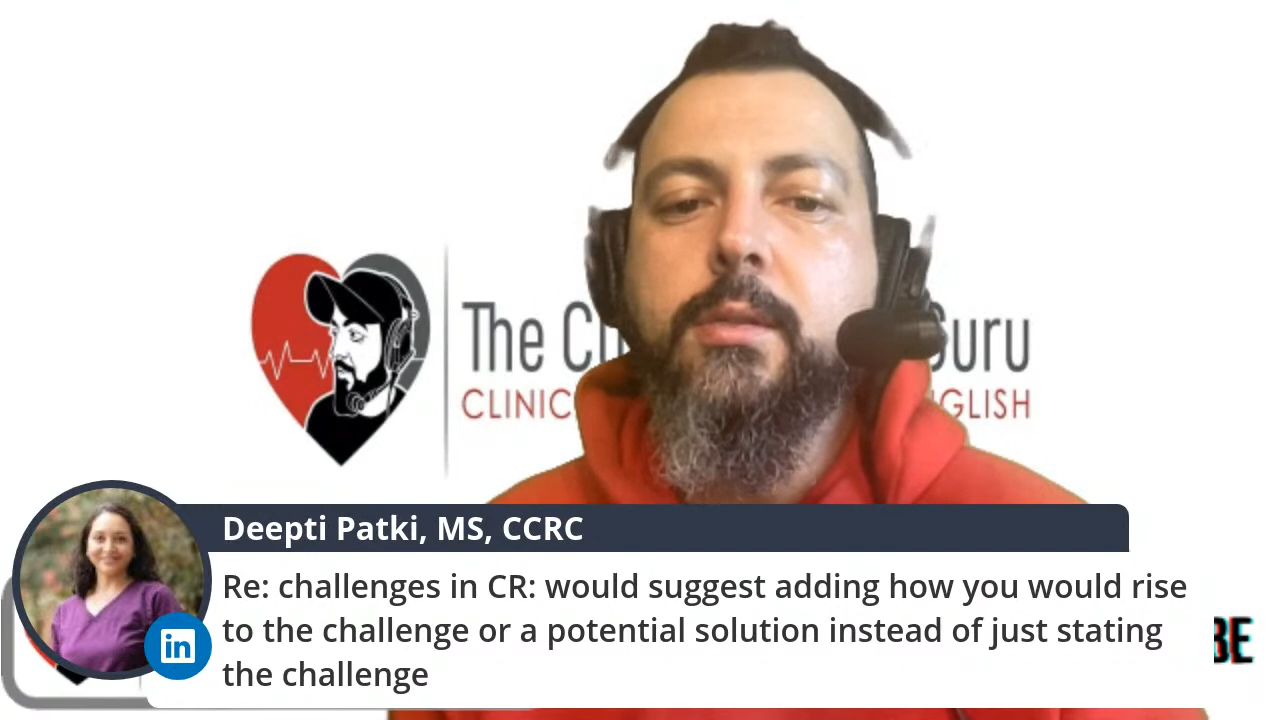 The Guru
CLINIC GLISH
Deepti Patki, MS, CCRC
Re: challenges in CR: would suggest adding how you would rise
to the challenge or a potential solution instead of just stating
the challenge
in
BE